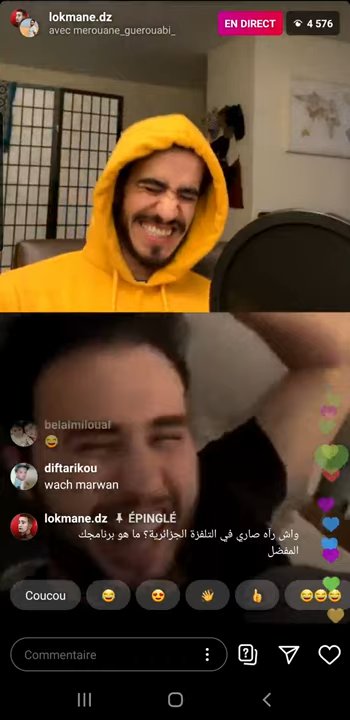 lokmane.dz
avec merouane_guerouabi_
EN DIRECT
4 576
belaimiloual
😂
diftarikou
wach marwan
lokmane.dz ÉPINGLÉ
واش رآه صاري في التلفزة الجزائرية؟ ما هو برنامجك
المفضل
Coucou 😂 😍 👋 👍 😂😂😂
Commentaire